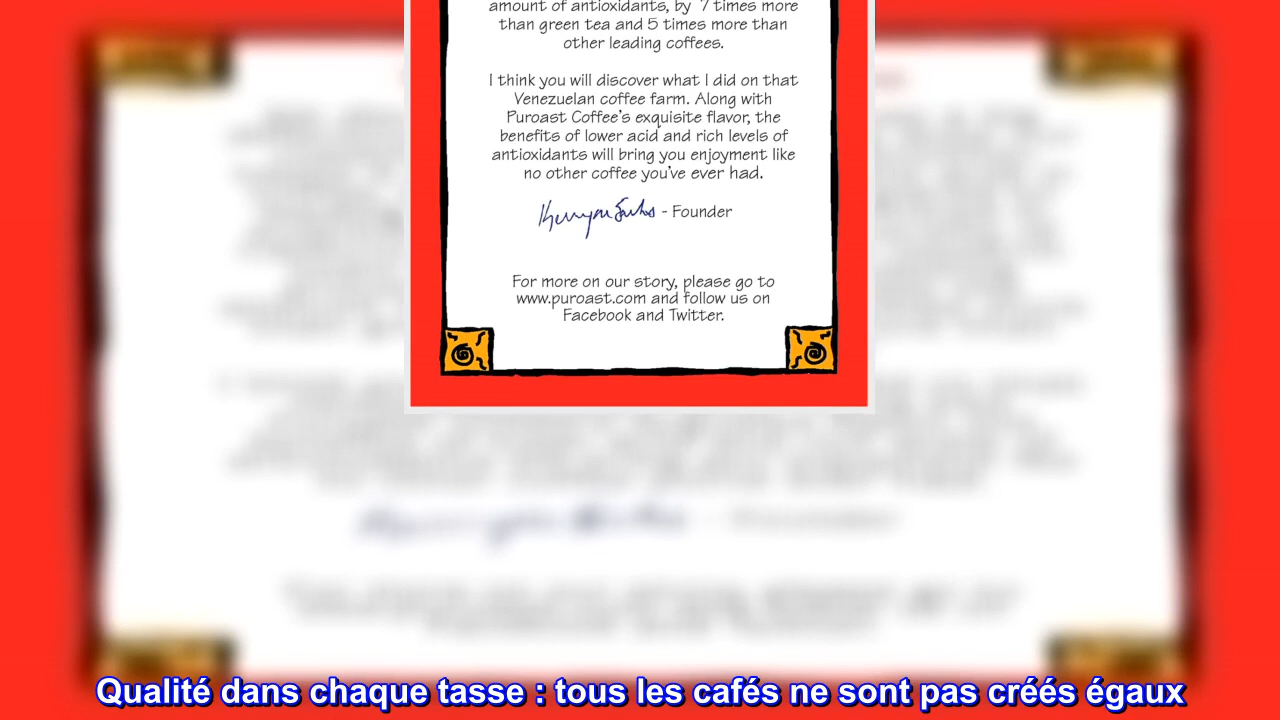 amount of antioxidants, by 7 times more
than green tea and 5 times more than
other leading coffees.
I think you will discover what I did on that
Venezuelan coffee farm. Along with
Puroast Coffee's exquisite flavor, the
benefits of lower acid and rich levels of
antioxidants will bring you enjoyment like
no other coffee you've ever had.
- Founder
For more on our story, please go to
www.puroast.com and follow us on
Facebook and Twitter.
Qualité dans chaque tasse : tous les cafés ne sont pas créés égaux